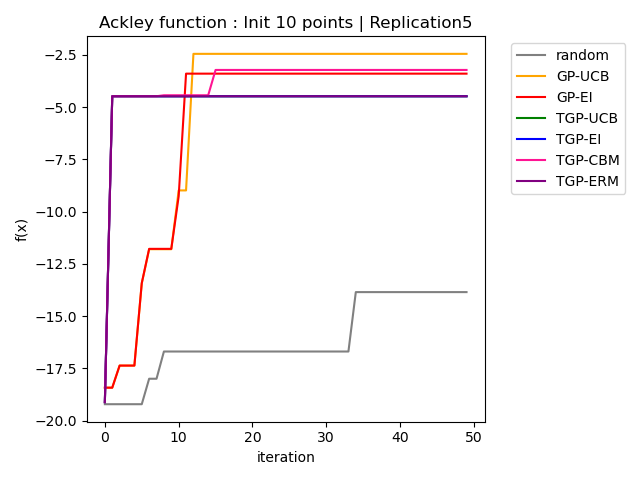 Ackley function : Init 10 points | Replication5
−2.5
−5.0
−7.5
−10.0
−12.5
−15.0
−17.5
−20.0
f(x)
0 10 20 30 40 50
iteration
random
GP-UCB
GP-EI
TGP-UCB
TGP-EI
TGP-CBM
TGP-ERM